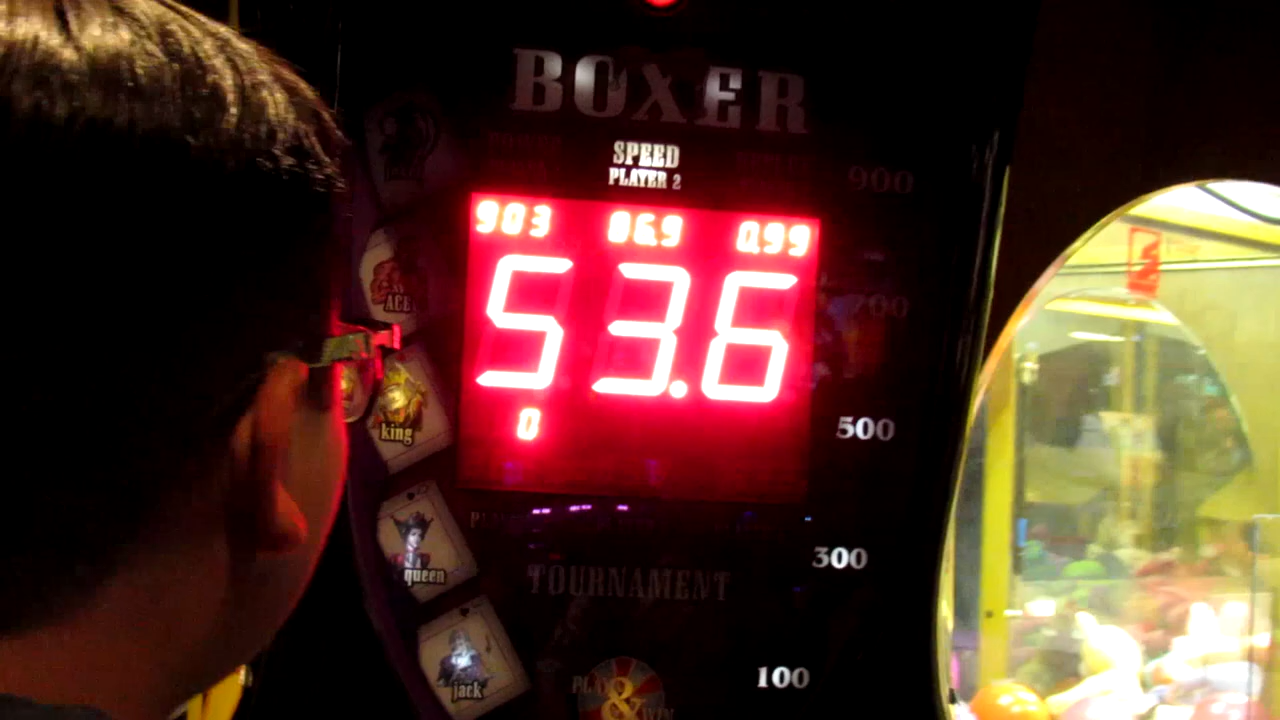 BOXER
SPEED
PLAYER 2
900
903 06.9 0.99
53.6
ACE
700
king
500
0
300
queen
TOURNAMENT
jack
100
PLAY
&
WIN